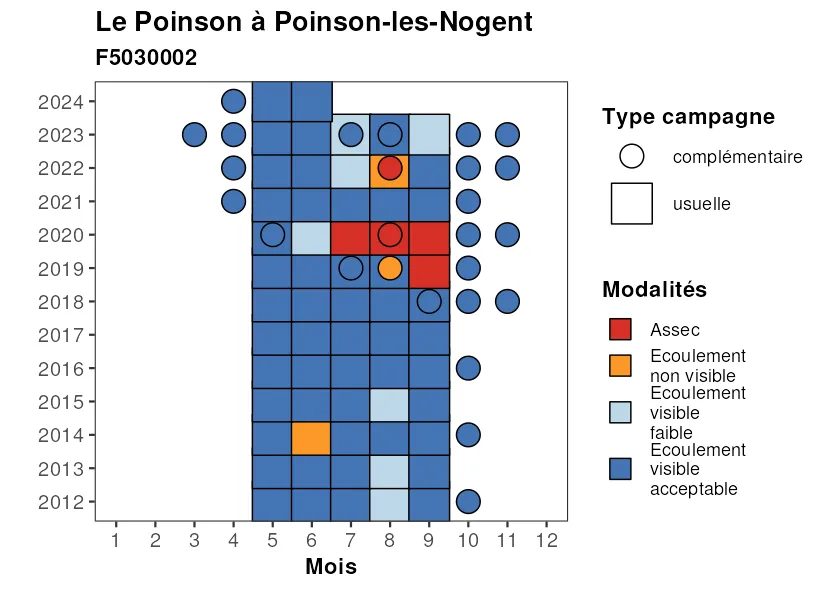 Le Poinson à Poinson-les-Nogent
F5030002
2024
2023
2022
2021
2020
2019
2018
2017
2016
2015
2014
2013
2012
1 2 3 4 5 6 7 8 9 10 11 12
Mois
Type campagne
complémentaire
usuelle
Modalités
Assec
Ecoulement
non visible
Ecoulement
visible
faible
Ecoulement
visible
acceptable